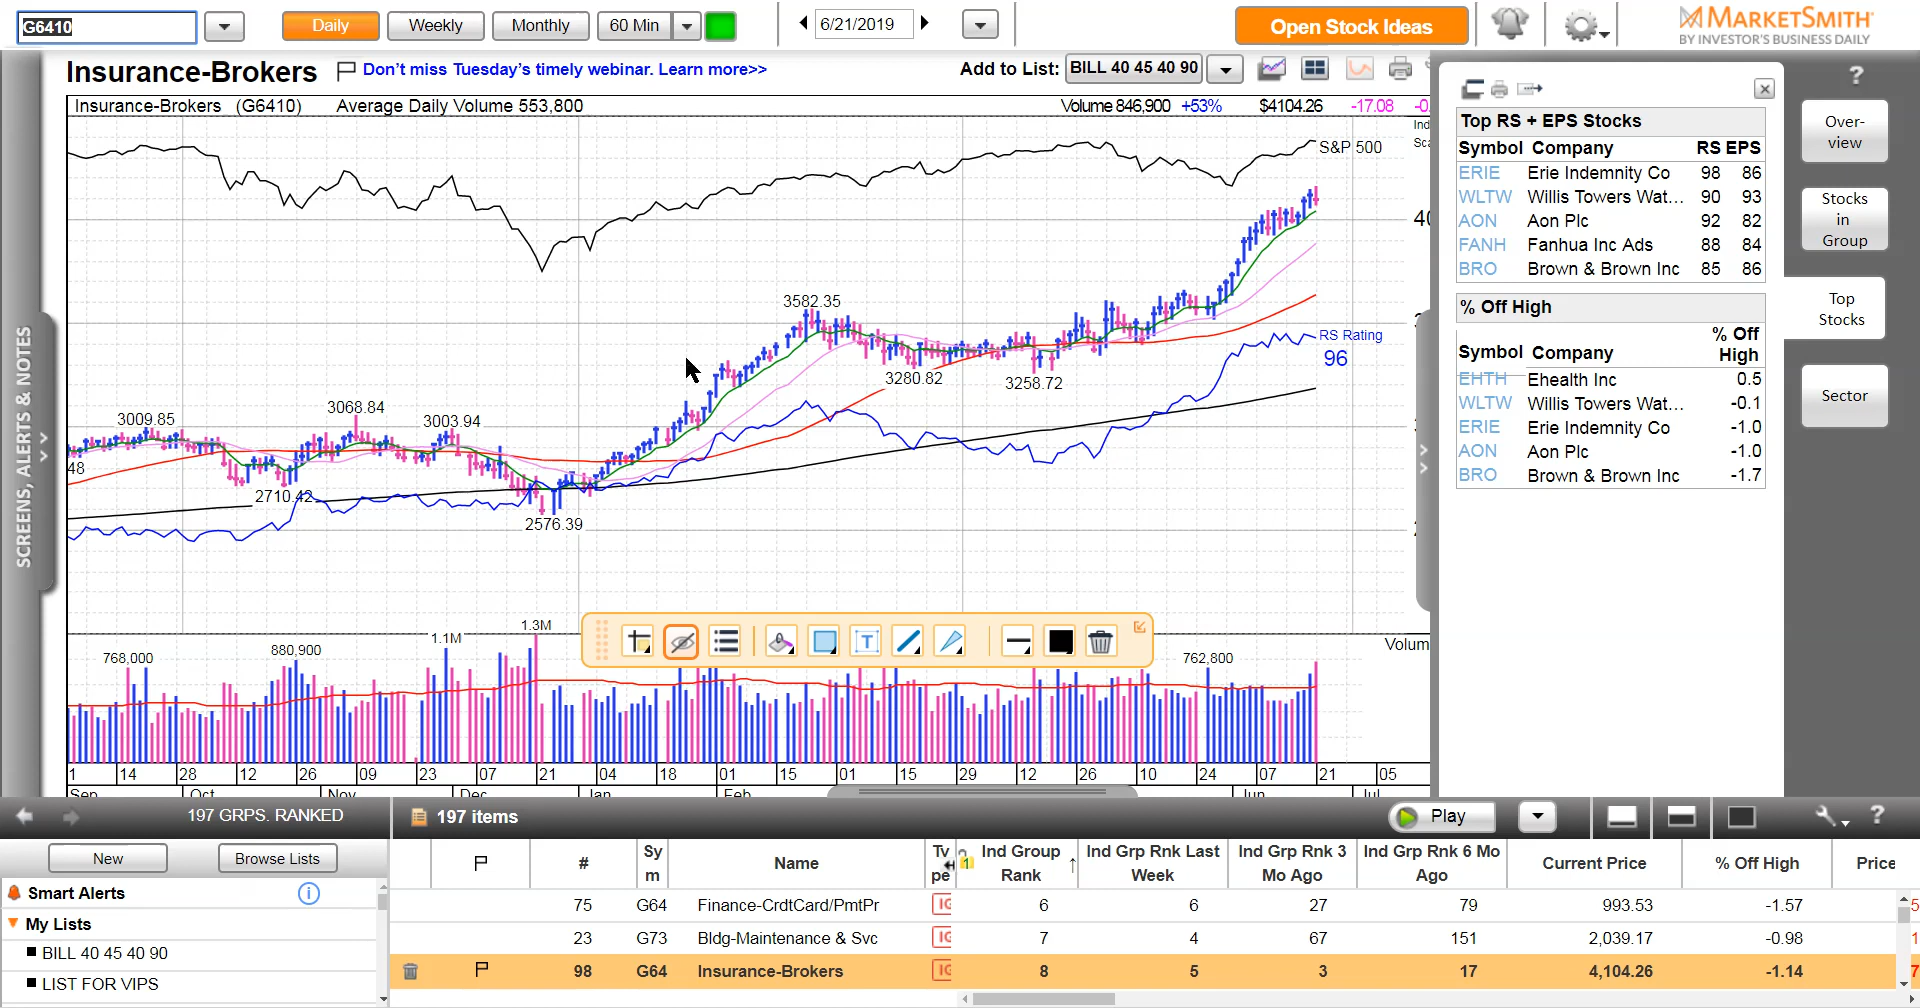 G6410
Daily
Weekly
Monthly
60 Min
6/21/2019
Open Stock Ideas
MARKETSMITH
BY INVESTOR'S BUSINESS DAILY
Insurance-Brokers
Don't miss Tuesday's timely webinar. Learn more>>
Add to List:
BILL 40 45 40 90
Insurance-Brokers (G6410) Average Daily Volume 553,800
Volume 846,900 +53% $4104.26 -17.08
Ind
Sca
S&P 500
3582.35
3280.82
3258.72
RS Rating
96
3009.85
3068.84
3003.94
48
2710.42
2576.39
768,000
880,900
1.1M
1.3M
762,800
Volum
1 14 28 12 26 09 23 07 21 04 18 01 15 01 15 29 12 26 10 24 07 21 05
Sep Oct Nov Dec Jan Feb Jun Jul
SCREENS, ALERTS & NOTES
Top RS + EPS Stocks
Symbol Company RS EPS
ERIE Erie Indemnity Co 98 86
WLTW Willis Towers Wat... 90 93
AON Aon Plc 92 82
FANH Fanhua Inc Ads 88 84
BRO Brown & Brown Inc 85 86
% Off High
Symbol Company % Off High
EHTH Ehealth Inc 0.5
WLTW Willis Towers Wat... -0.1
ERIE Erie Indemnity Co -1.0
AON Aon Plc -1.0
BRO Brown & Brown Inc -1.7
?
Over-
view
Stocks
in
Group
Top
Stocks
Sector
197 GRPS. RANKED
197 items
Play
?
New
Browse Lists
Smart Alerts
My Lists
BILL 40 45 40 90
LIST FOR VIPS
# Sym Name Type 1 Ind Group Rank Ind Grp Rnk Last Week Ind Grp Rnk 3 Mo Ago Ind Grp Rnk 6 Mo Ago Current Price % Off High Price
75 G64 Finance-CrdtCard/PmtPr IG 6 6 27 79 993.53 -1.57
23 G73 Bldg-Maintenance & Svc IG 7 4 67 151 2,039.17 -0.98
98 G64 Insurance-Brokers IG 8 5 3 17 4,104.26 -1.14